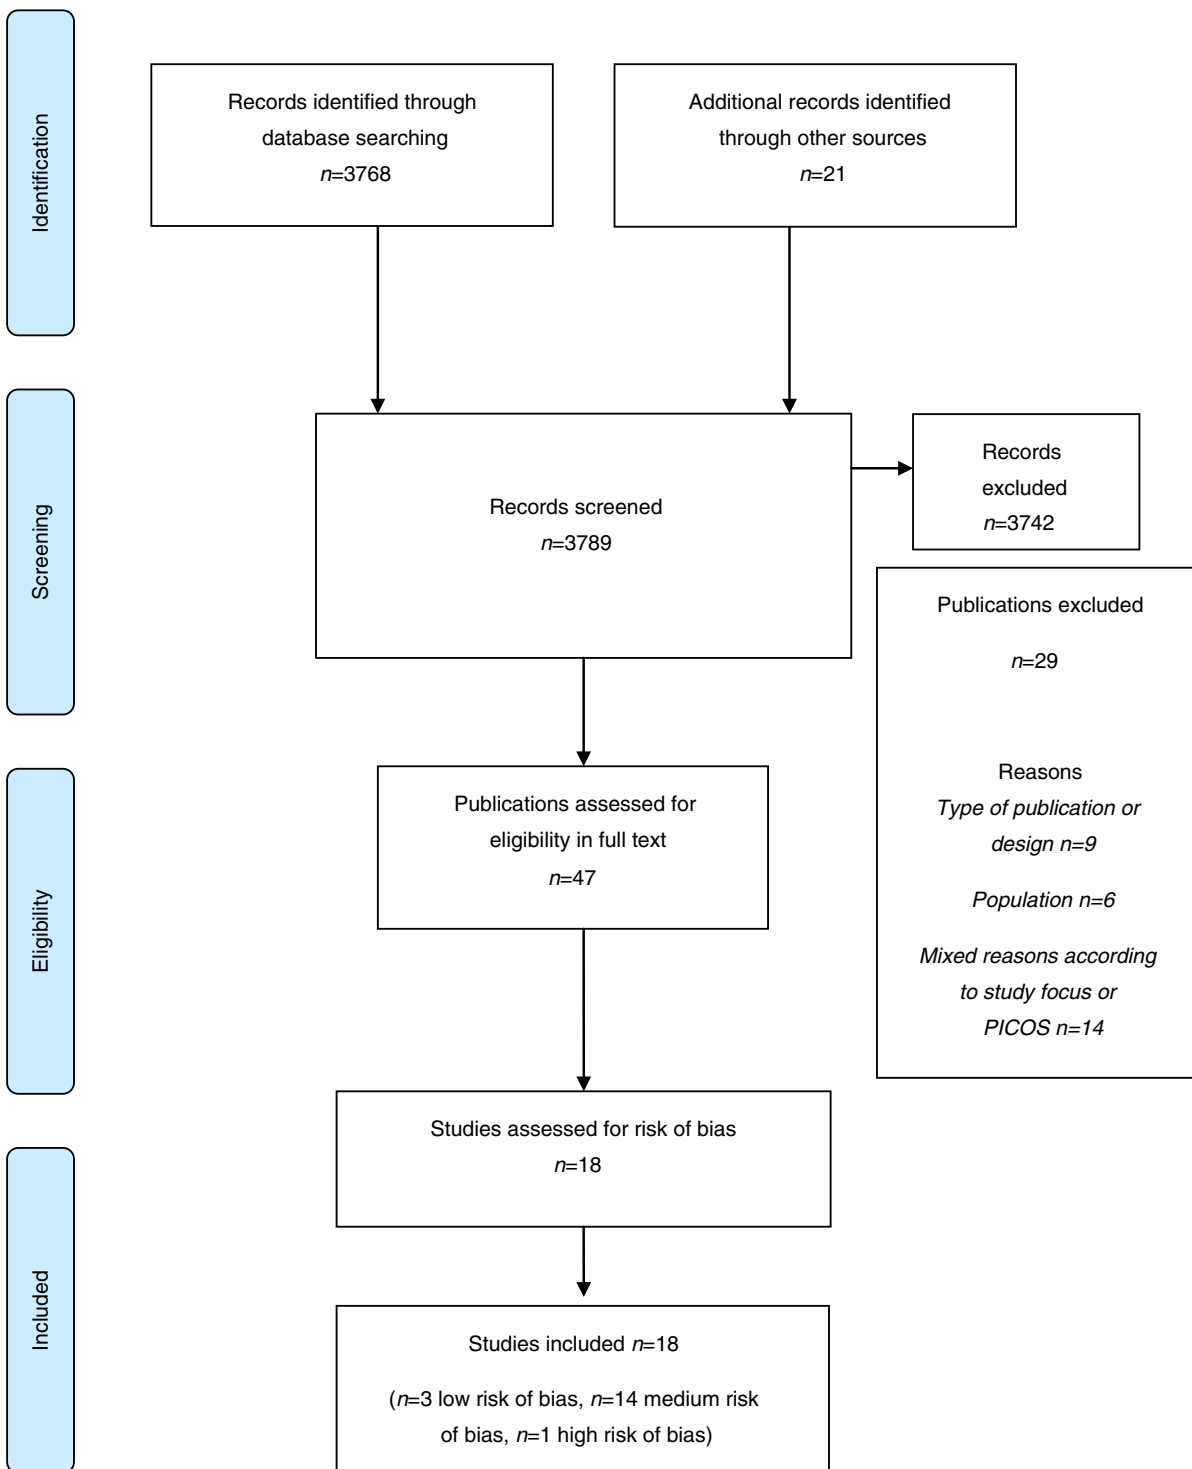 Identification
Records identified through
database searching
n=3768
Additional records identified
through other sources
n=21
Screening
Records screened
n=3789
Records
excluded
n=3742
Publications excluded
n=29
Reasons
Type of publication or
design n=9
Population n=6
Mixed reasons according
to study focus or
PICOS n=14
Eligibility
Publications assessed for
eligibility in full text
n=47
Studies assessed for risk of bias
n=18
Included
Studies included n=18
(n=3 low risk of bias, n=14 medium risk
of bias, n=1 high risk of bias)